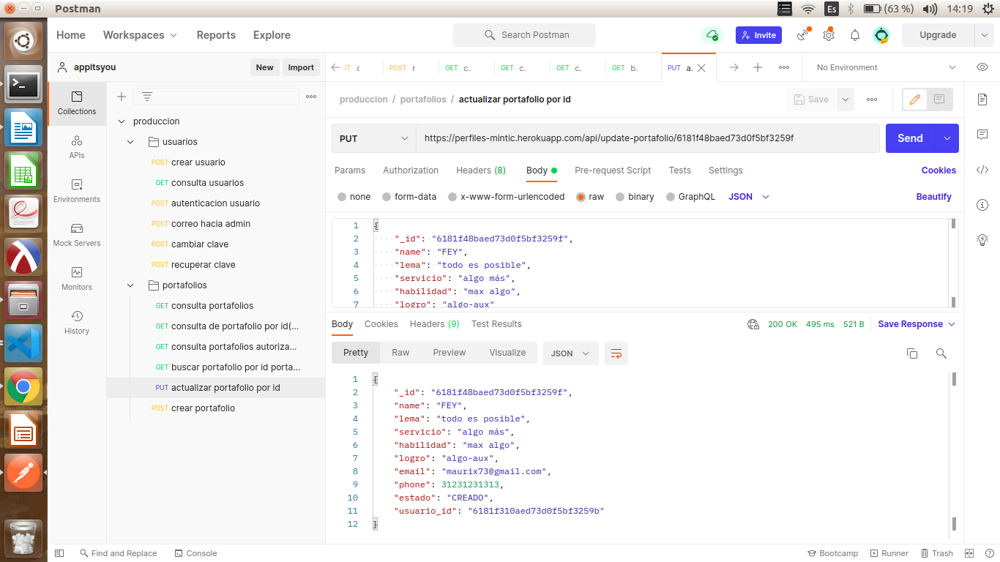 Postman
Es
(63 %)
14:19
Home Workspaces Reports Explore
Search Postman
Invite
Upgrade
appitsyou
New Import
POST r
GET c.
GET c.
GET c.
GET b.
PUT a.
No Environment
Collections
APIs
Environments
Mock Servers
Monitors
History
produccion
usuarios
POST crear usuario
GET consulta usuarios
POST autenticacion usuario
POST correo hacia admin
POST cambiar clave
POST recuperar clave
portafolios
GET consulta portafolios
GET consulta de portafolio por id(...
GET consulta portafolios autoriza...
GET buscar portafolio por id porta...
PUT actualizar portafolio por id
POST crear portafolio
produccion / portafolios / actualizar portafolio por id
Save
PUT https://perfiles-mintic.herokuapp.com/api/update-portafolio/6181f48baed73d0f5bf3259f
Send
Params Authorization Headers (8) Body Pre-request Script Tests Settings Cookies
none form-data x-www-form-urlencoded raw binary GraphQL JSON Beautify
1 {
2 "_id": "6181f48baed73d0f5bf3259f",
3 "name": "FEY",
4 "lema": "todo es posible",
5 "servicio": "algo más",
6 "habilidad": "max algo",
7 "logro": "algo-aux"
Body Cookies Headers (9) Test Results
200 OK 495 ms 521 B Save Response
Pretty Raw Preview Visualize JSON
1 {
2 "_id": "6181f48baed73d0f5bf3259f",
3 "name": "FEY",
4 "lema": "todo es posible",
5 "servicio": "algo más",
6 "habilidad": "max algo",
7 "logro": "algo-aux",
8 "email": "maurix73@gmail.com",
9 "phone": 31231231313,
10 "estado": "CREADO",
11 "usuario_id": "6181f310aed73d0f5bf3259b"
12 }
Find and Replace Console
Bootcamp Runner Trash